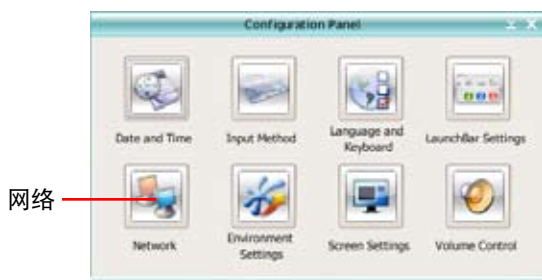 Configuration Panel
Date and Time
Input Method
Language and
Keyboard
LaunchBar Settings
网络
Network
Environment
Settings
Screen Settings
Volume Control